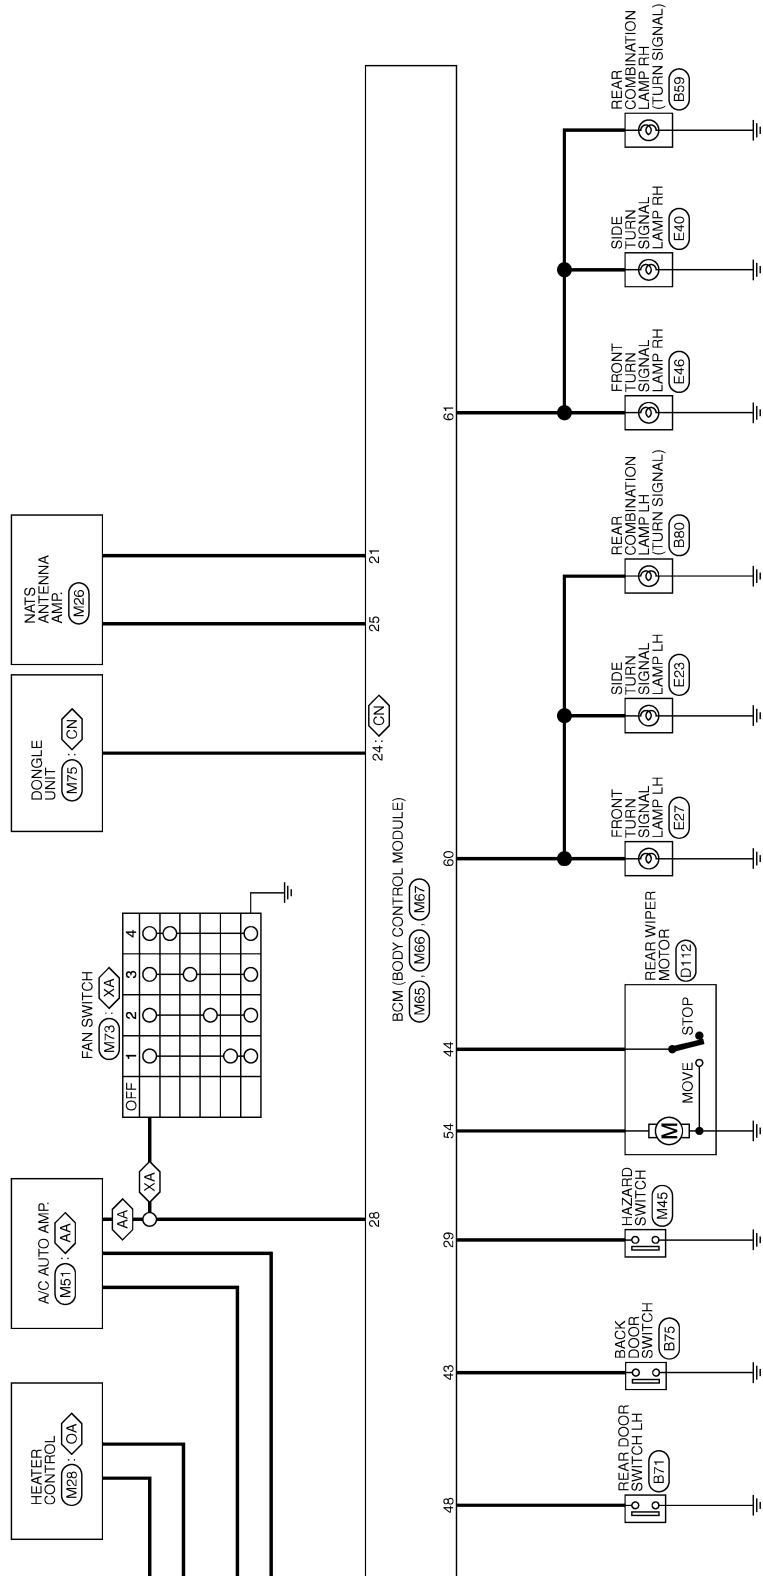 HEATER
CONTROL
M28 : OA
A/C AUTO AMP.
M51 : AA
AA
XA
FAN SWITCH
M73 : XA
OFF 1 2 3 4
DONGLE
UNIT
M75 : CN
NATS
ANTENNA
AMP.
M26
28
24 : CN
25
21
BCM (BODY CONTROL MODULE)
M65 , M66 , M67
48
43
29
54
44
60
61
REAR DOOR
SWITCH LH
B71
BACK
DOOR
SWITCH
B75
HAZARD
SWITCH
M45
REAR WIPER
MOTOR
D112
M
MOVE
STOP
FRONT
TURN
SIGNAL
LAMP LH
E27
SIDE
TURN
SIGNAL
LAMP LH
E23
REAR
COMBINATION
LAMP LH
(TURN SIGNAL)
B80
FRONT
TURN
SIGNAL
LAMP RH
E46
SIDE
TURN
SIGNAL
LAMP RH
E40
REAR
COMBINATION
LAMP RH
(TURN SIGNAL)
B59